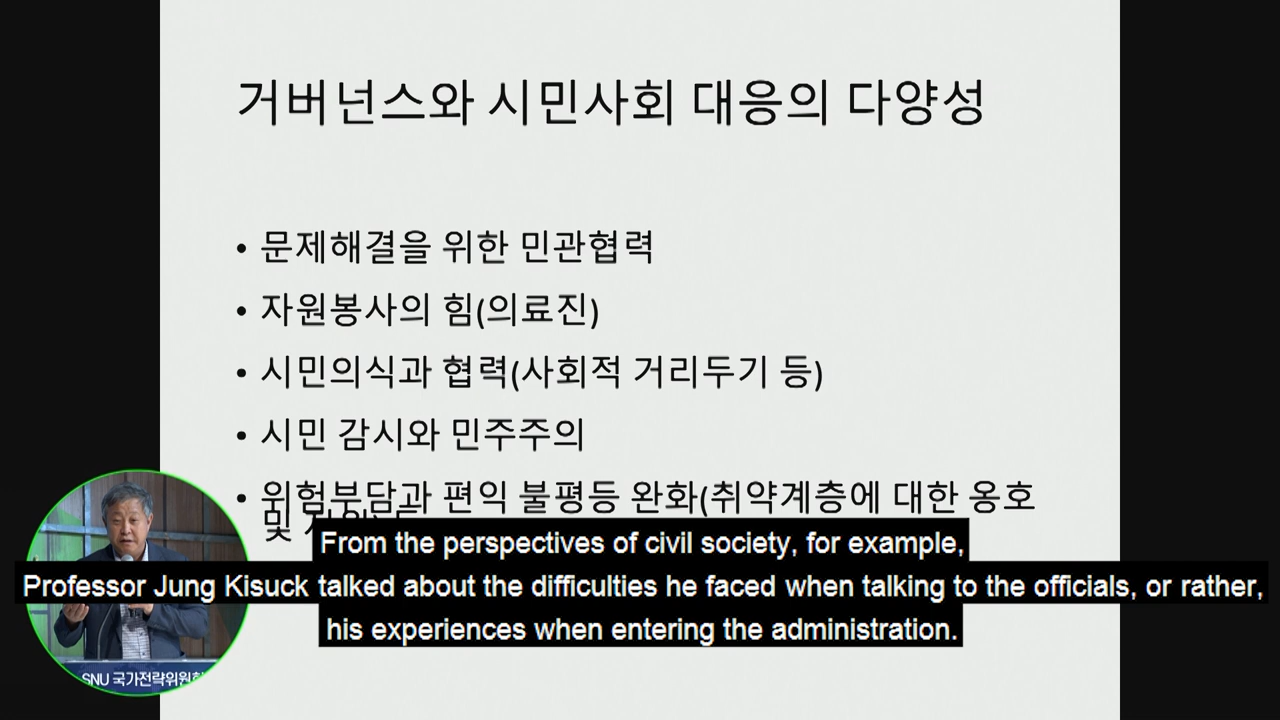 거버넌스와 시민사회 대응의 다양성
• 문제해결을 위한 민관협력
• 자원봉사의 힘(의료진)
• 시민의식과 협력(사회적 거리두기 등)
• 시민 감시와 민주주의
• 위험부담과 편익 불평등 완화(취약계층에 대한 옹호
및
From the perspectives of civil society, for example,
Professor Jung Kisuck talked about the difficulties he faced when talking to the officials, or rather,
his experiences when entering the administration.
SNU 국가전략위원회